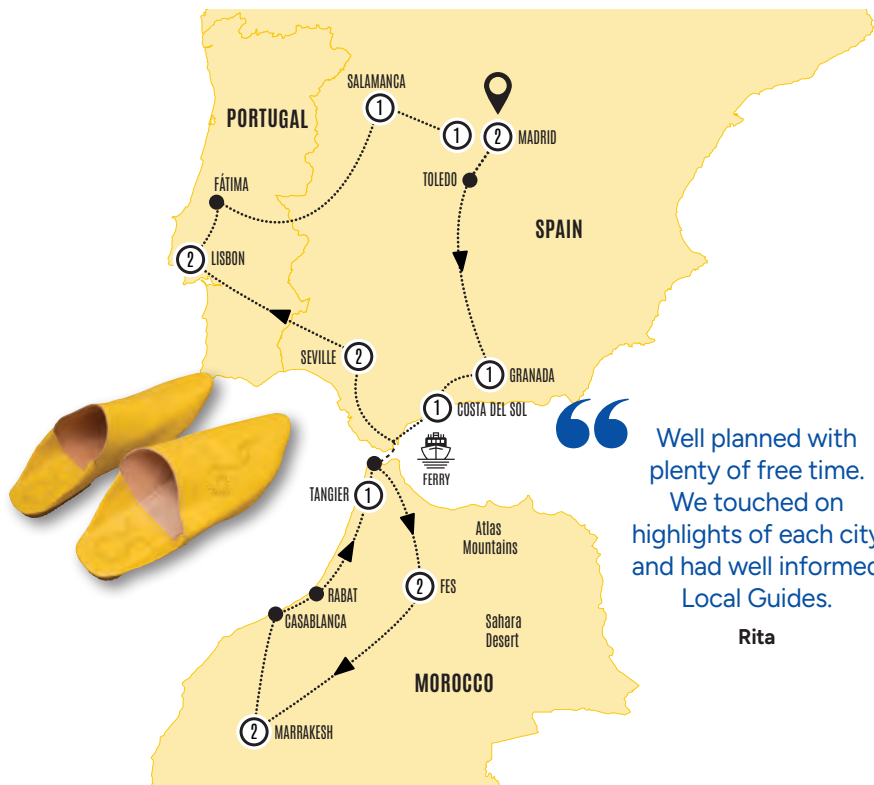 SALAMANCA
1
PORTUGAL
1
2
MADRID
TOLEDO
FÁTIMA
SPAIN
2
LISBON
SEVILLE
2
1
GRANADA
1
COSTA DEL SOL
FERRY
TANGIER
1
Atlas
Mountains
2
FES
RABAT
CASABLANCA
Sahara
Desert
MOROCCO
2
MARRAKESH
“
Well planned with
plenty of free time.
We touched on
highlights of each city
and had well informed
Local Guides.
Rita